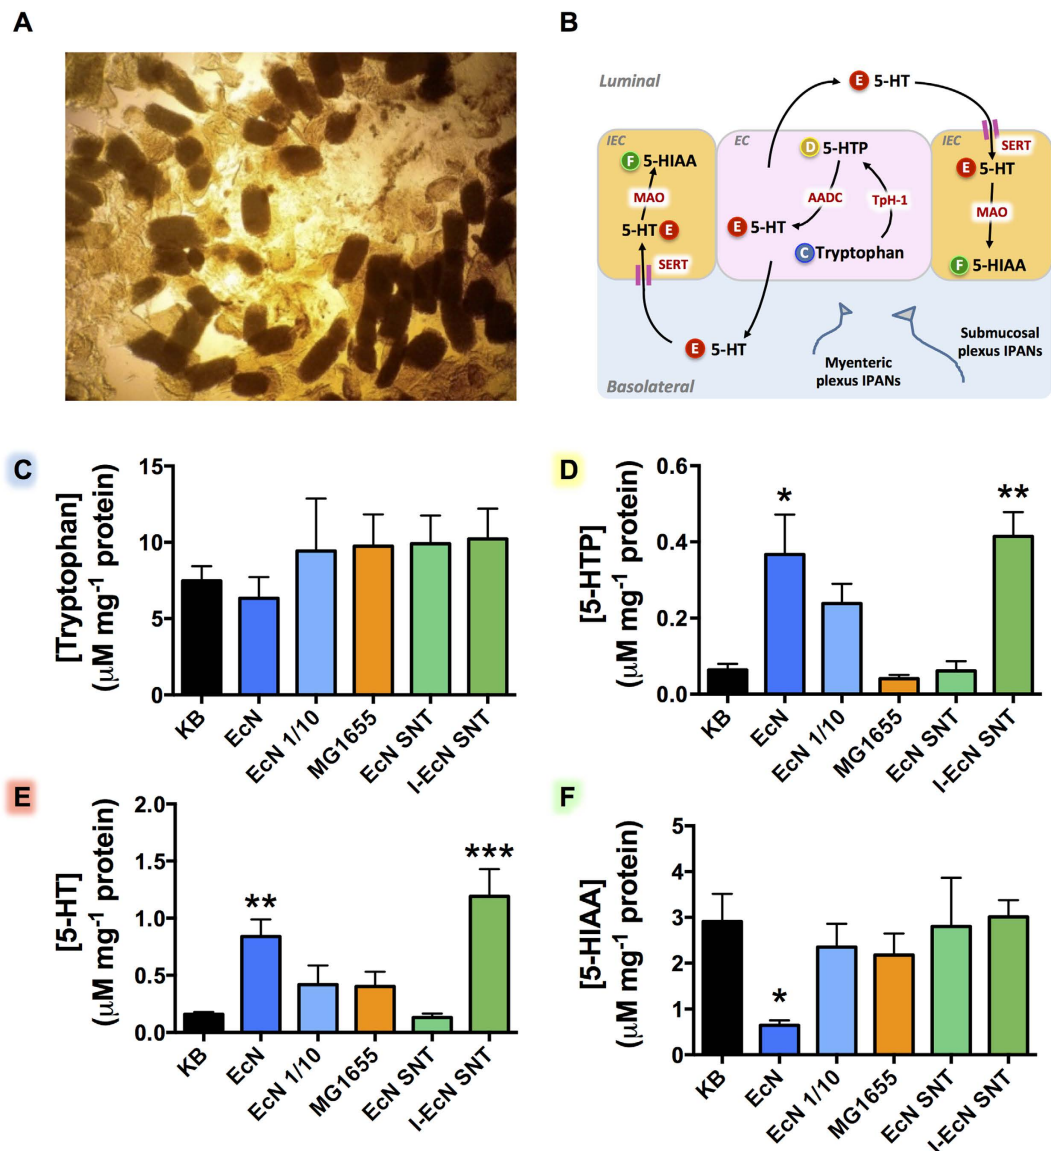 A
B
Luminal
E 5-HT
IEC
EC
IEC
F 5-HIAA
D 5-HTP
SERT
E 5-HT
MAO
AADC
TpH-1
MAO
5-HT E
E 5-HT
C Tryptophan
SERT
F 5-HIAA
E 5-HT
Submucosal
plexus IPANs
Myenteric
plexus IPANs
Basolateral
C
[Tryptophan]
(µM mg-1 protein)
15
10
5
0
KB
EcN
EcN 1/10
MG1655
EcN SNT
I-EcN SNT
D
[5-HTP]
(µM mg-1 protein)
0.6
0.4
0.2
0.0
*
**
KB
EcN
EcN 1/10
MG1655
EcN SNT
I-EcN SNT
E
[5-HT]
(µM mg-1 protein)
2.0
1.5
1.0
0.5
0.0
**
***
KB
EcN
EcN 1/10
MG1655
EcN SNT
I-EcN SNT
F
[5-HIAA]
(µM mg-1 protein)
5
4
3
2
1
0
*
KB
EcN
EcN 1/10
MG1655
EcN SNT
I-EcN SNT